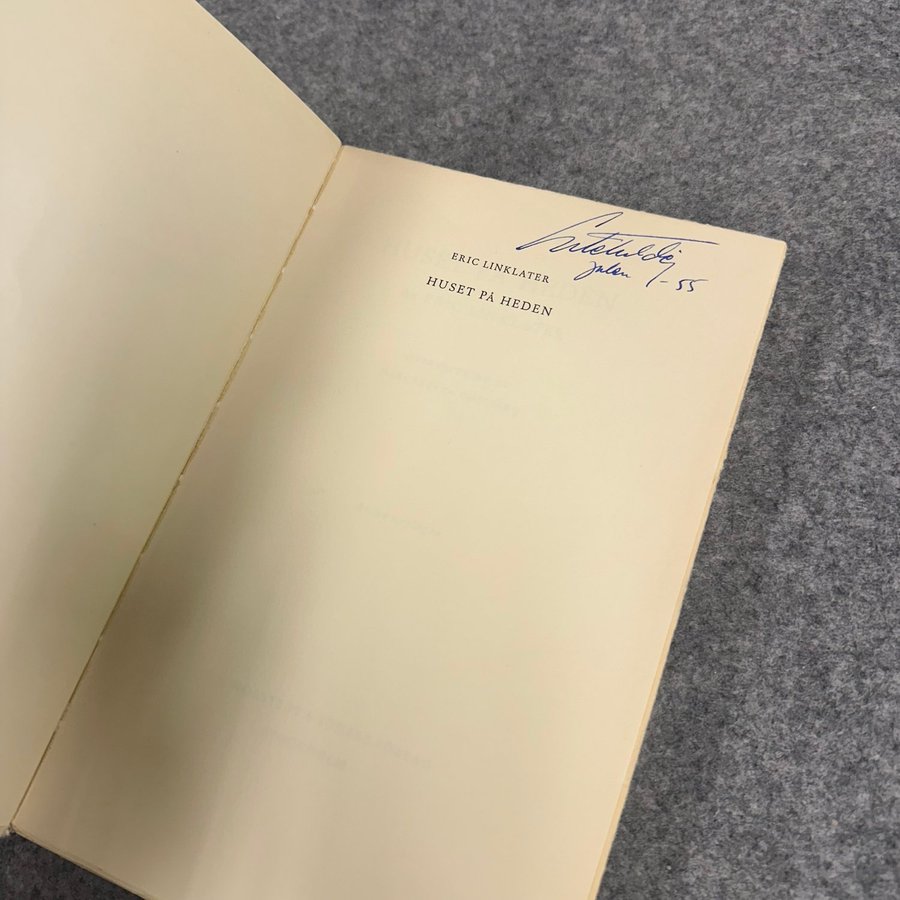 Julen -55
ERIC LINKLATER
HUSET PÅ HEDEN